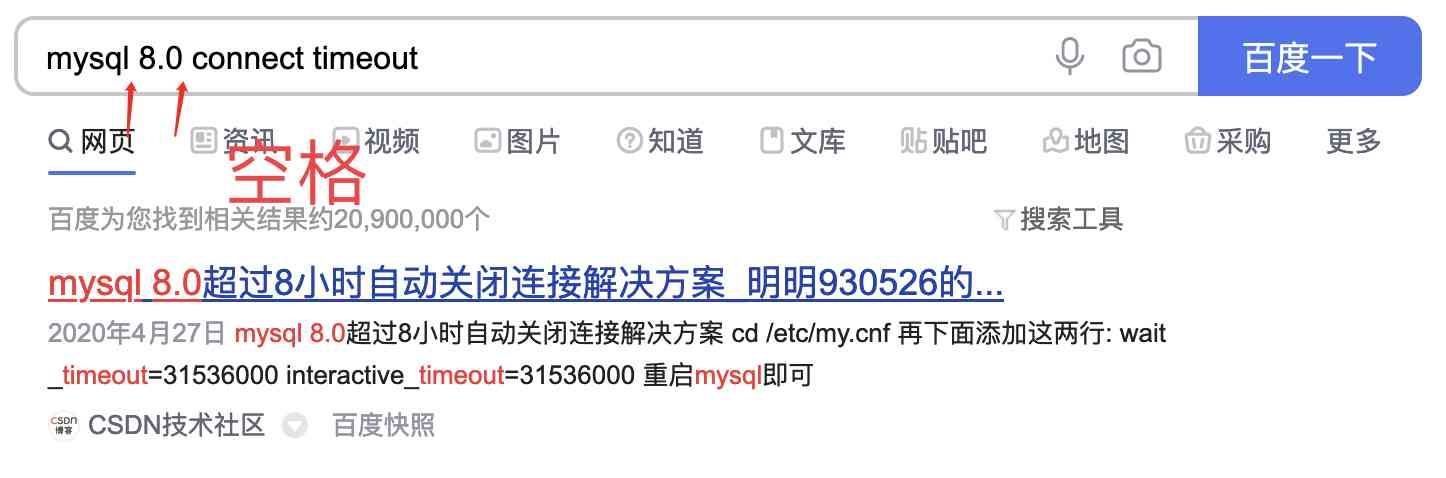 mysql 8.0 connect timeout
百度一下
网页 资讯 视频 图片 知道 文库 贴吧 地图 采购 更多
空格
百度为您找到相关结果约20,900,000个
搜索工具
mysql 8.0超过8小时自动关闭连接解决方案_明明930526的...
2020年4月27日 mysql 8.0超过8小时自动关闭连接解决方案 cd /etc/my.cnf 再下面添加这两行: wait
_timeout=31536000 interactive_timeout=31536000 重启mysql即可
CSDN
博客
CSDN技术社区 百度快照